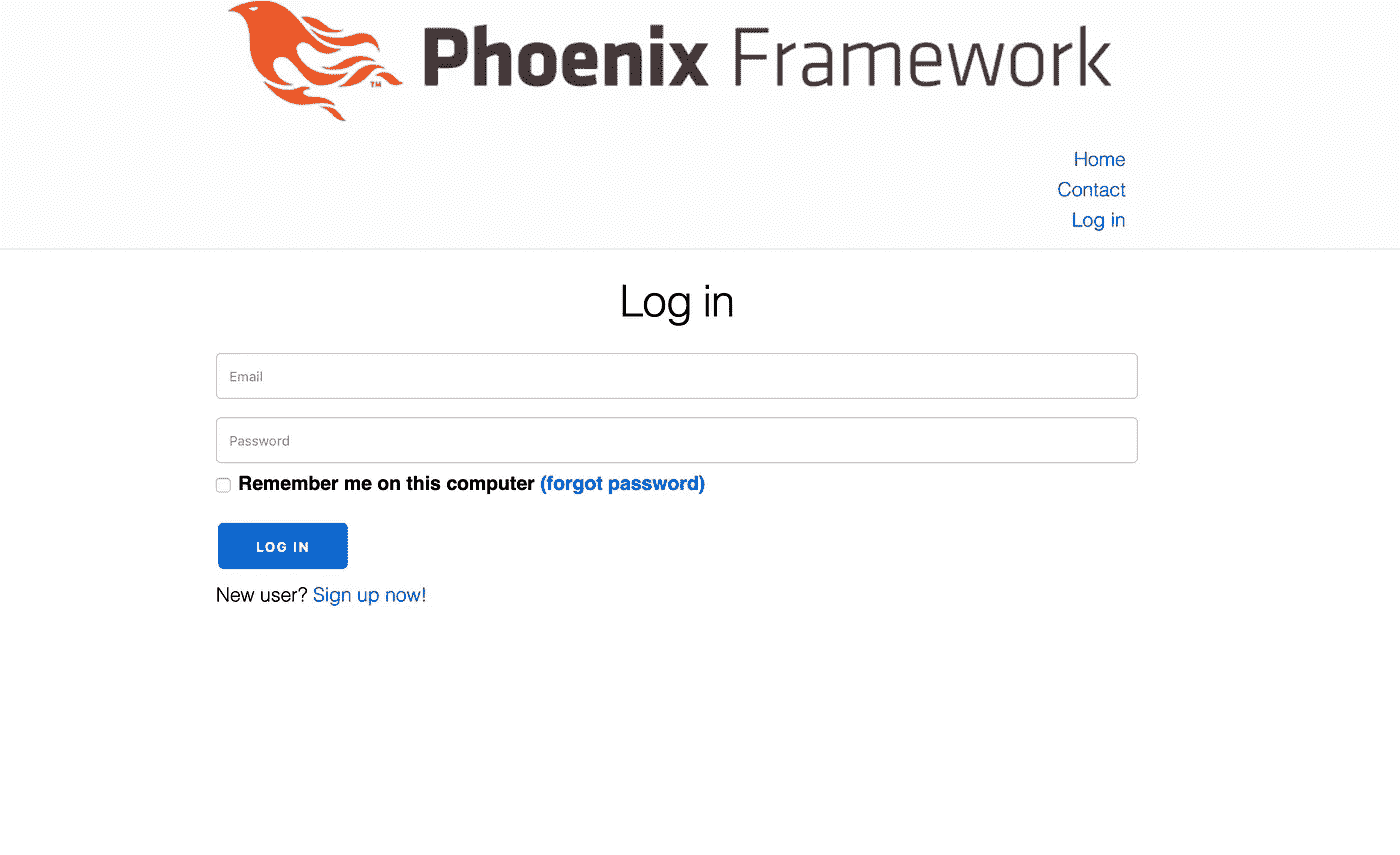 Phoenix Framework
TM
Home
Contact
Log in
Log in
Email
Password
Remember me on this computer (forgot password)
LOG IN
New user? Sign up now!